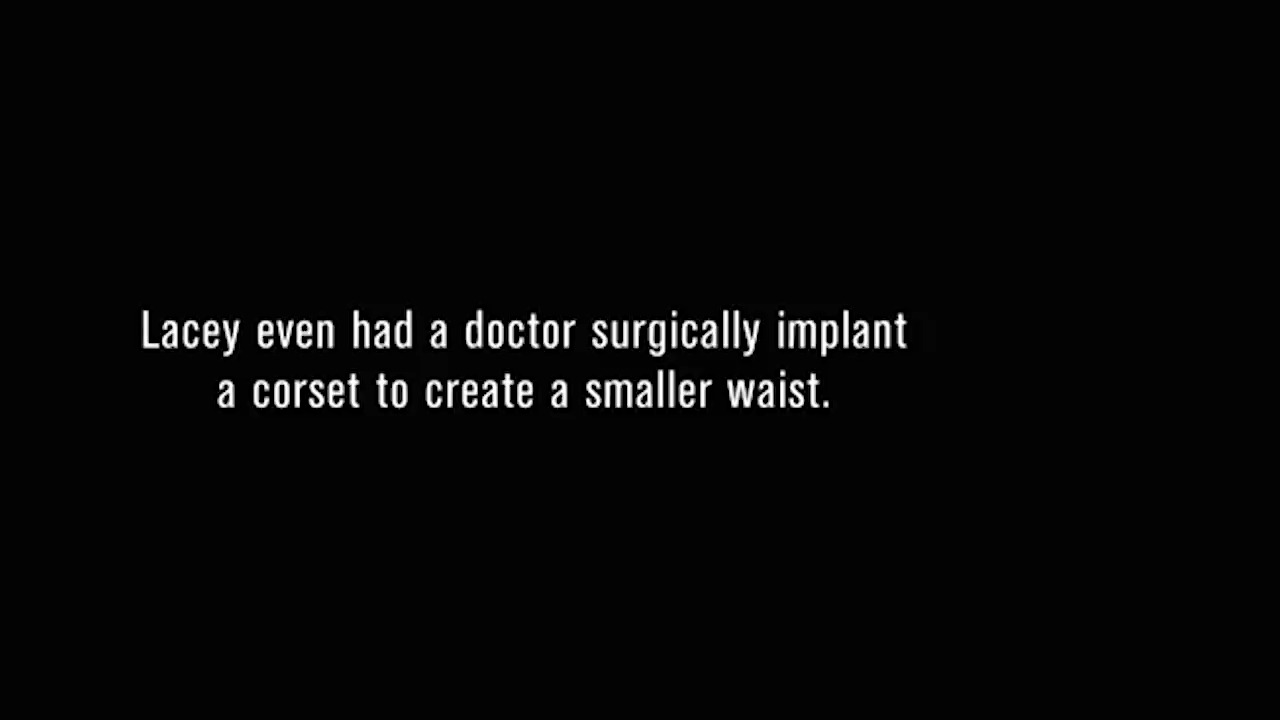 Lacey even had a doctor surgically implant
a corset to create a smaller waist.